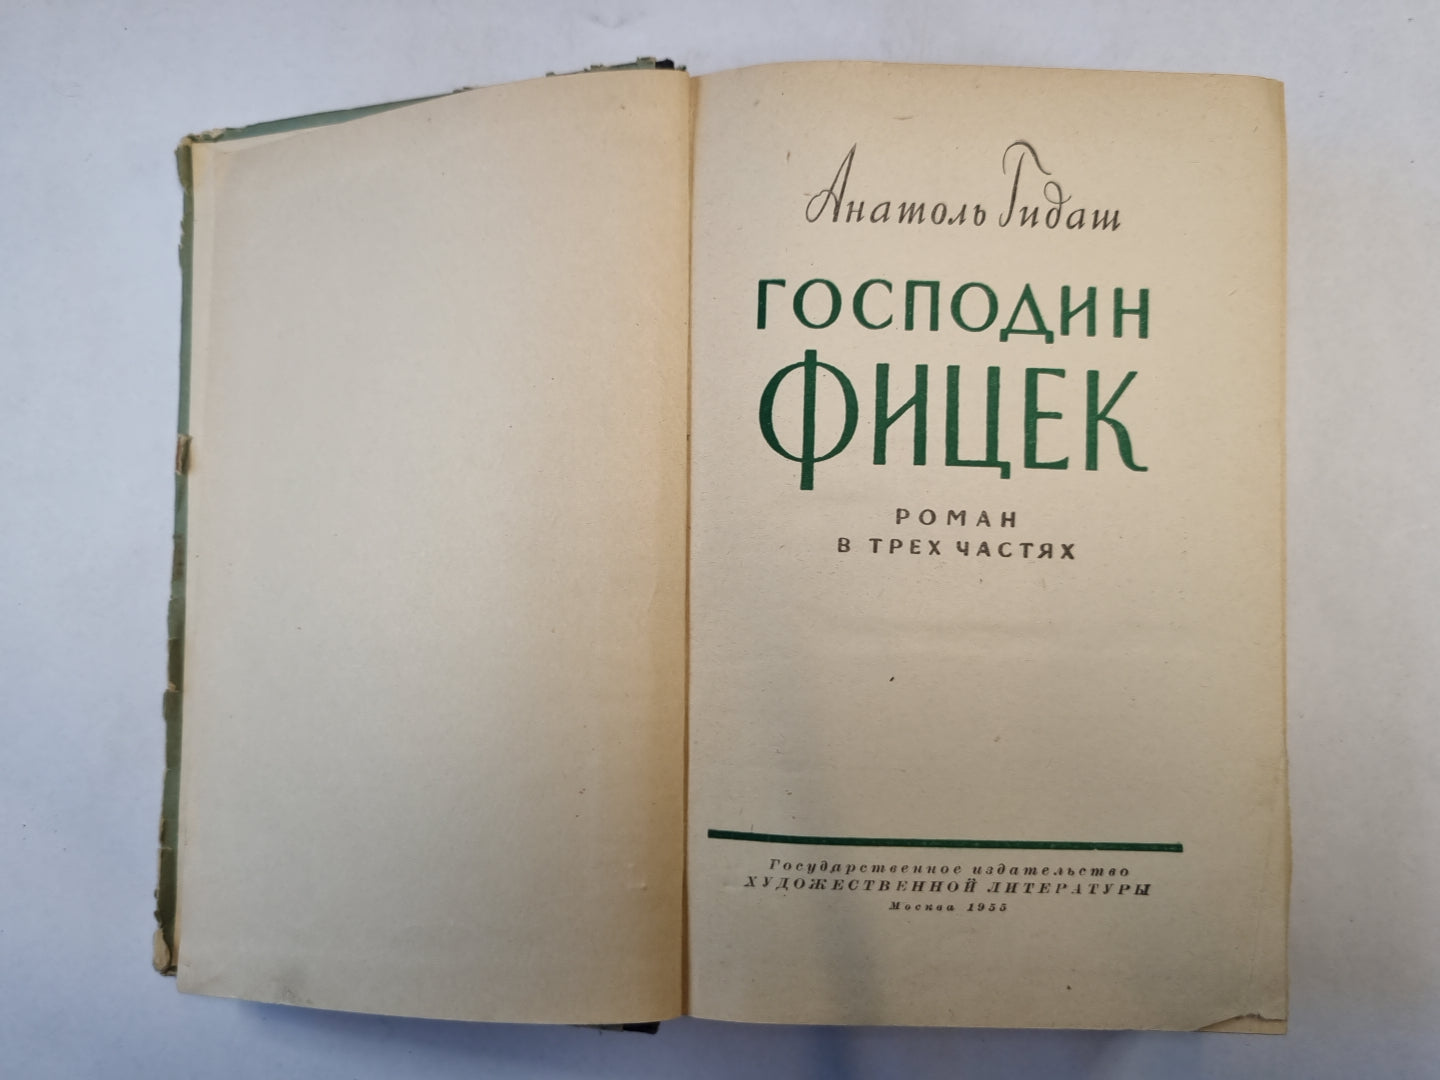 Анатоль Гидаш
ГОСПОДИН
ФИЦЕК
РОМАН
В ТРЕХ ЧАСТЯХ
Государственное издательство
ХУДОЖЕСТВЕННОЙ ЛИТЕРАТУРЫ
Москва 1955